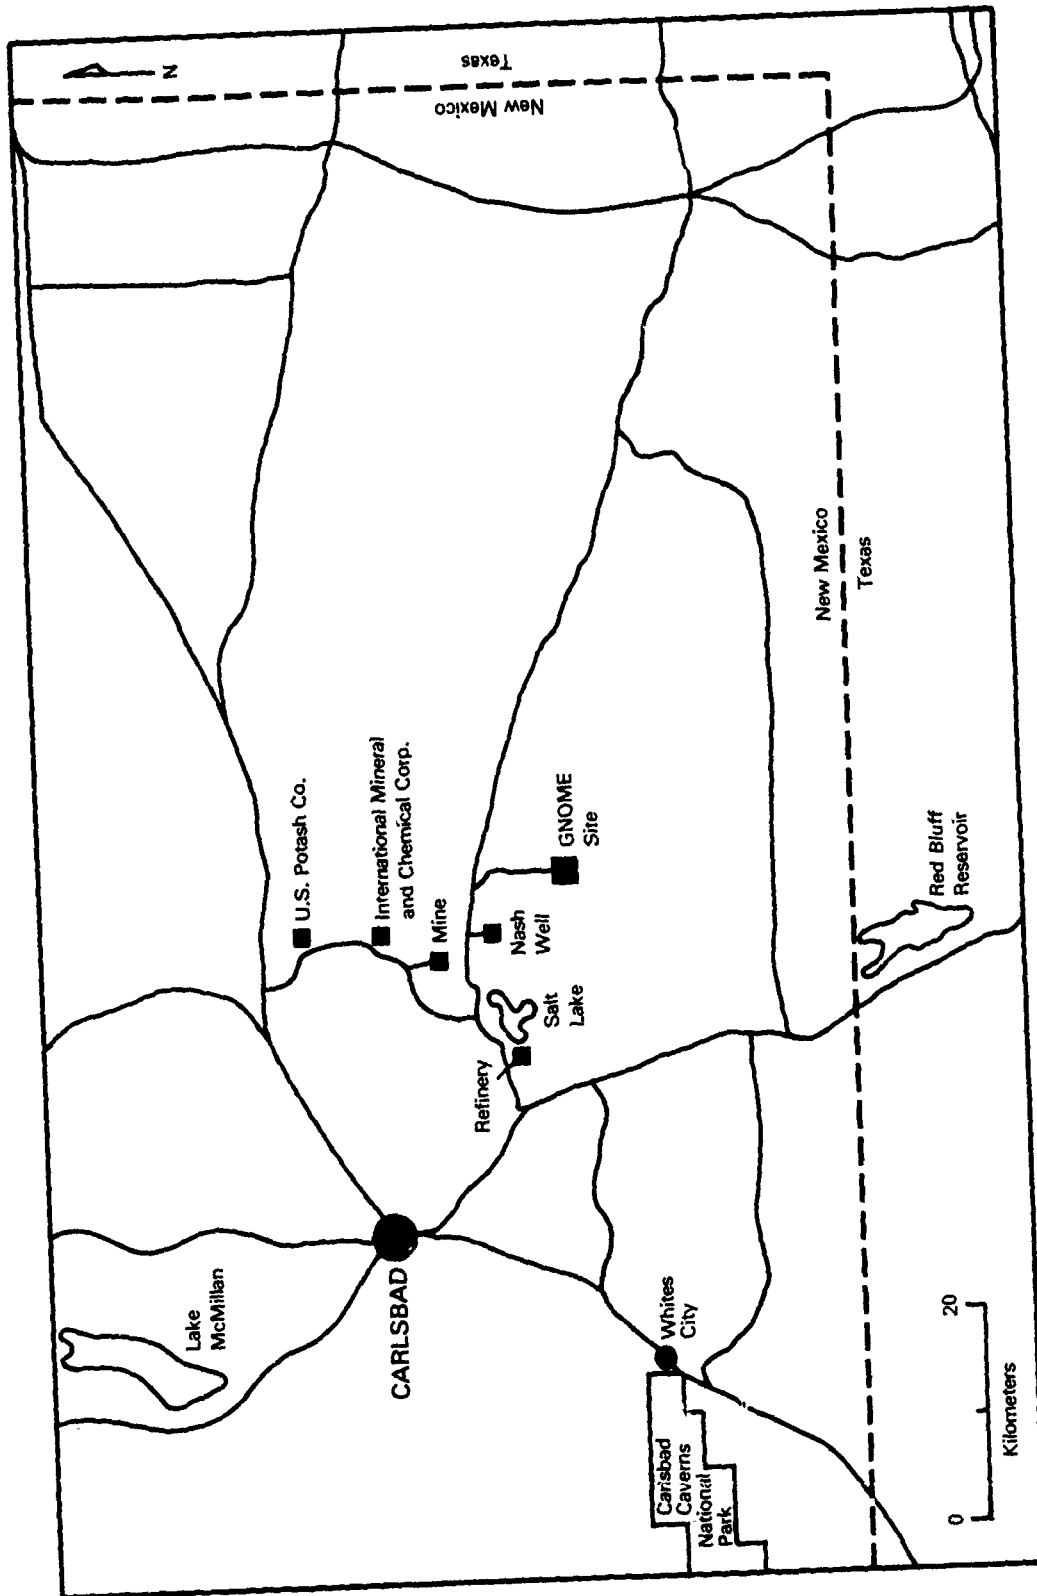 N
Texas
New Mexico
Lake
McMillan
CARLSBAD
U.S. Potash Co.
International Mineral
and Chemical Corp.
Mine
Refinery
Salt
Lake
Nash
Well
GNOME
Site
Whites
City
Carlsbad
Caverns
National
Park
New Mexico
Texas
Red Bluff
Reservoir
0
20
Kilometers